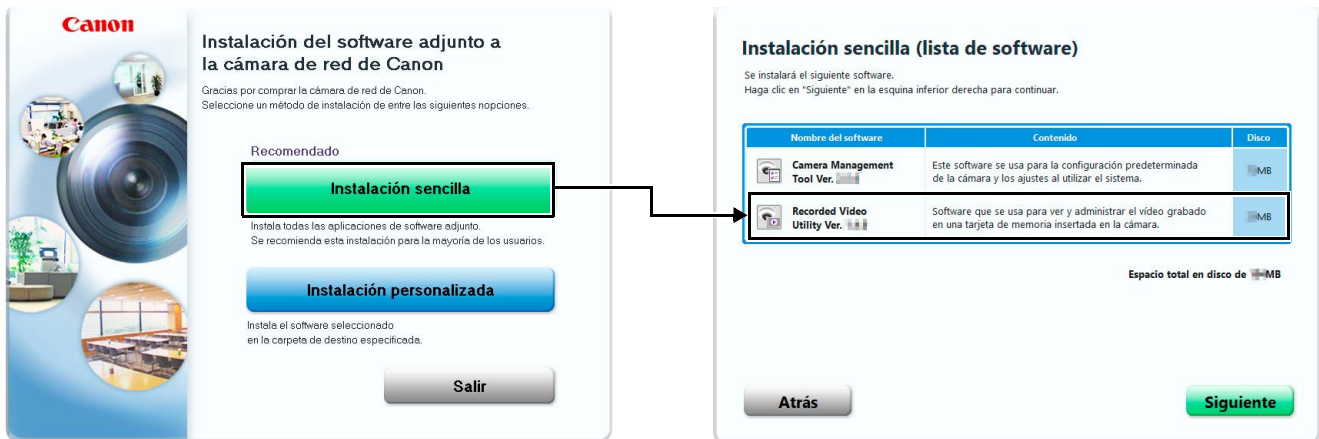 Canon
Instalación del software adjunto a
la cámara de red de Canon
Gracias por comprar la cámara de red de Canon.
Seleccione un método de instalación de entre las siguientes nopciones.
Recomendado
Instalación sencilla
Instala todas las aplicaciones de software adjunto.
Se recomienda esta instalación para la mayoría de los usuarios.
Instalación personalizada
Instala el software seleccionado
en la carpeta de destino especificada.
Salir
Instalación sencilla (lista de software)
Se instalará el siguiente software.
Haga clic en "Siguiente" en la esquina inferior derecha para continuar.
Nombre del software Contenido Disco
Camera Management
Tool Ver.
Este software se usa para la configuración predeterminada
de la cámara y los ajustes al utilizar el sistema.
MB
Recorded Video
Utility Ver.
Software que se usa para ver y administrar el vídeo grabado
en una tarjeta de memoria insertada en la cámara.
MB
Espacio total en disco de MB
Atrás
Siguiente